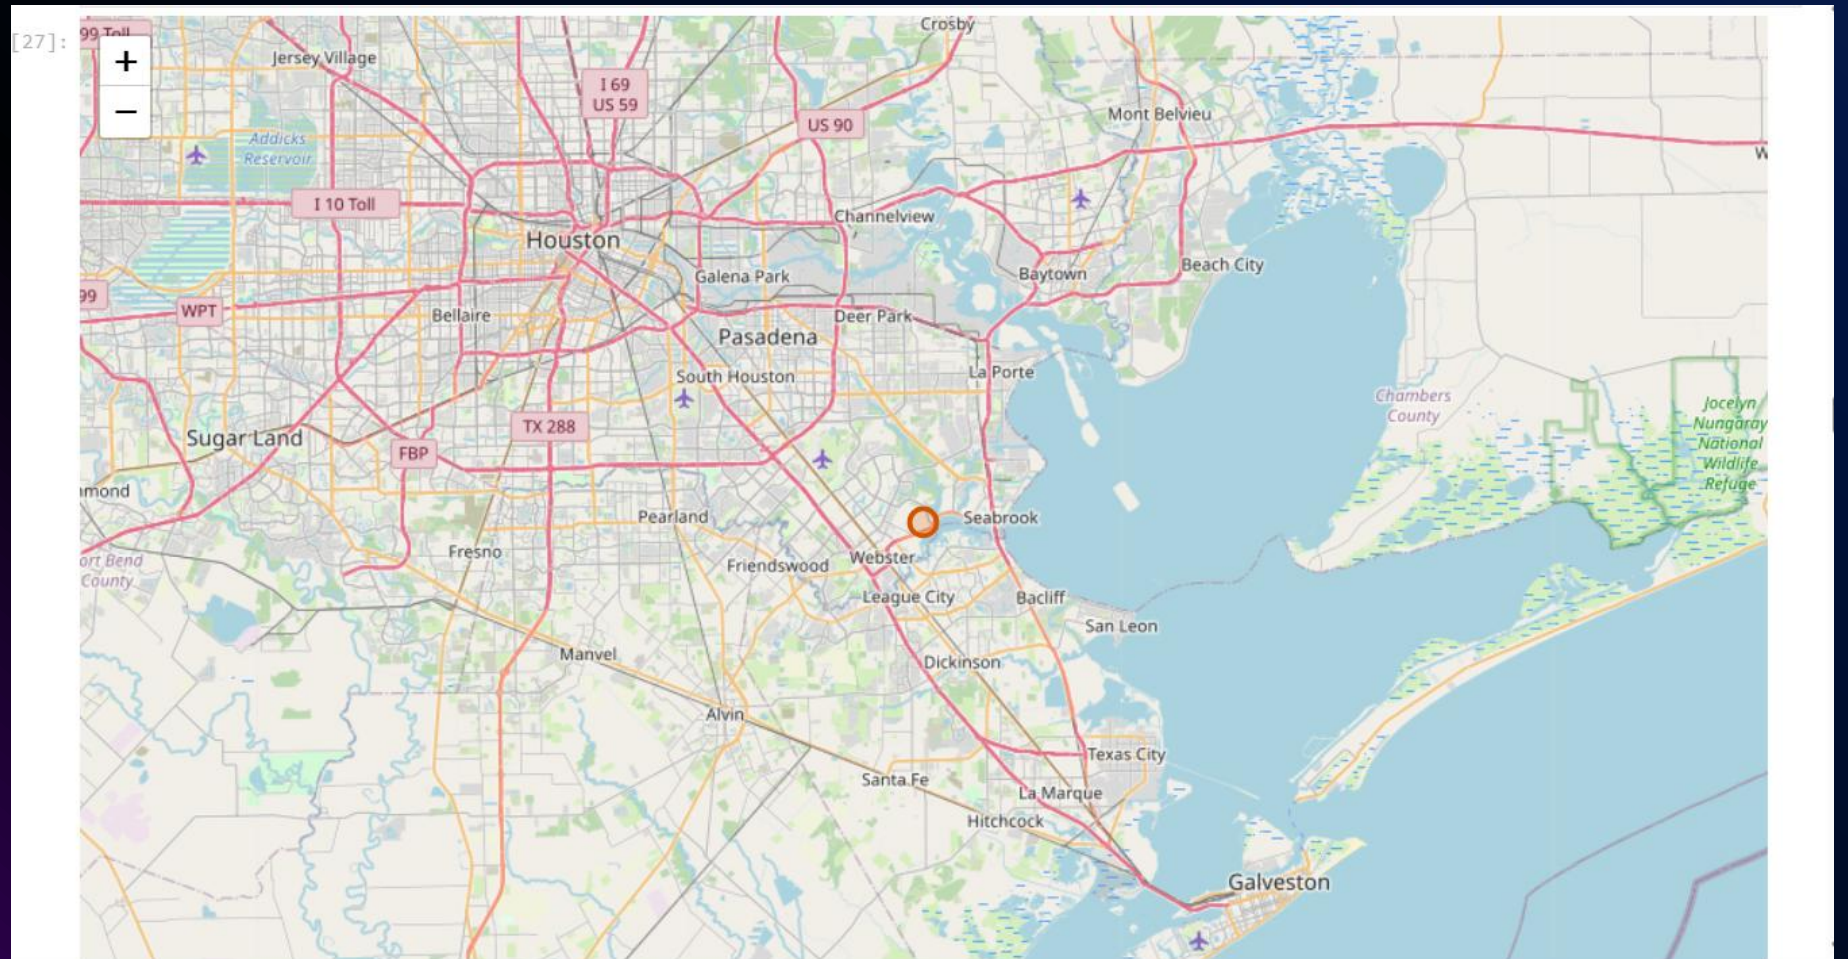 [27]:
99 Toll
+
−
Crosby
Jersey Village
I 69
US 59
US 90
Mont Belvieu
Addicks
Reservoir
W
I 10 Toll
Channelview
Houston
Galena Park
Baytown
Beach City
99
WPT
Bellaire
Deer Park
Pasadena
South Houston
La Porte
Chambers
County
Jocelyn
Nungaray
National
Wildlife
Refuge
TX 288
Sugar Land
FBP
mond
Pearland
Seabrook
Fresno
Webster
Friendswood
ort Bend
County
League City
Bacliff
San Leon
Manvel
Dickinson
Alvin
Texas City
Santa Fe
La Marque
Hitchcock
Galveston